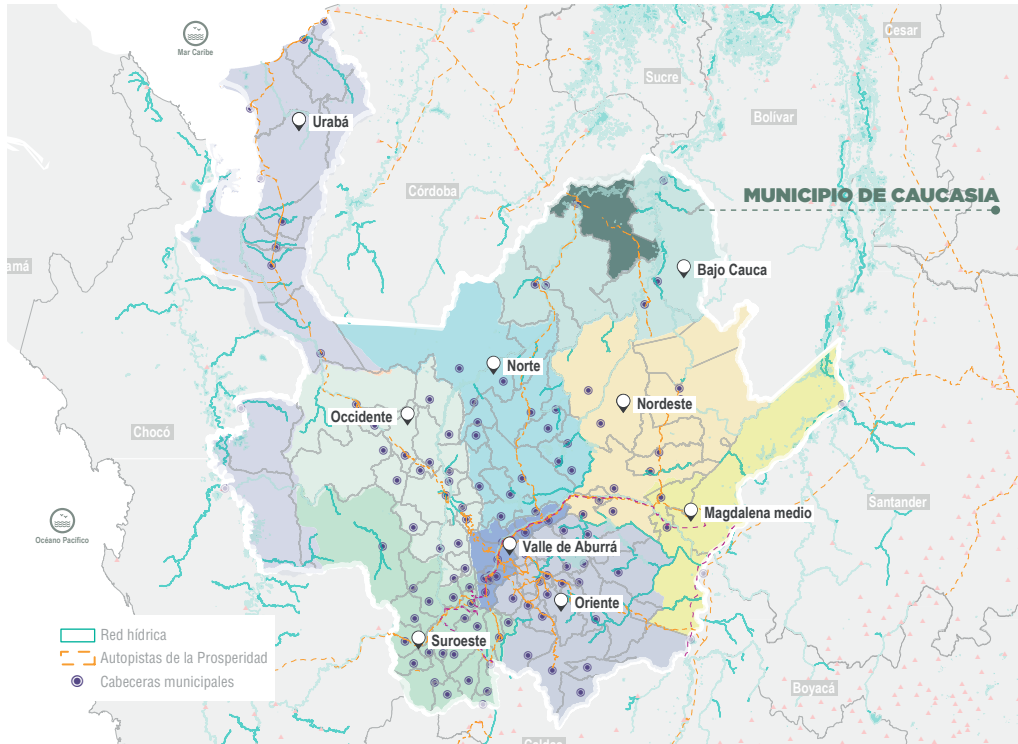 Mar Caribe
Cesar
Sucre
Bolívar
Urabá
Córdoba
MUNICIPIO DE CAUCASIA
Bajo Cauca
Norte
Occidente
Nordeste
Chocó
Santander
Magdalena medio
Océano Pacífico
Valle de Aburrá
Oriente
Suroeste
Red hídrica
Autopistas de la Prosperidad
Cabeceras municipales
Boyacá